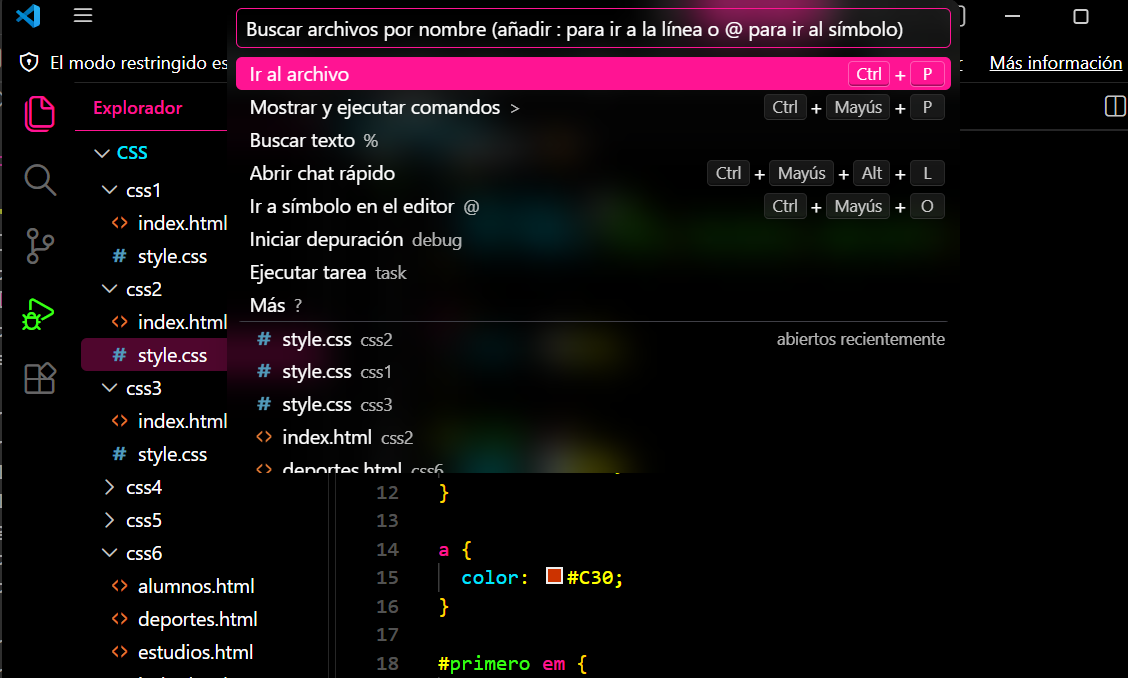 Buscar archivos por nombre (añadir : para ir a la línea o @ para ir al símbolo)
El modo restringido es
Más información
Ir al archivo Ctrl + P
Mostrar y ejecutar comandos > Ctrl + Mayús + P
Buscar texto %
Abrir chat rápido Ctrl + Mayús + Alt + L
Ir a símbolo en el editor @ Ctrl + Mayús + O
Iniciar depuración debug
Ejecutar tarea task
Más ?
style.css css2 abiertos recientemente
style.css css1
style.css css3
index.html css2
deportes.html css6
Explorador
CSS
css1
index.html
# style.css
css2
index.html
# style.css
css3
index.html
# style.css
css4
css5
css6
alumnos.html
deportes.html
estudios.html
12 }
13
14 a {
15 color: #C30;
16 }
17
18 #primero em {